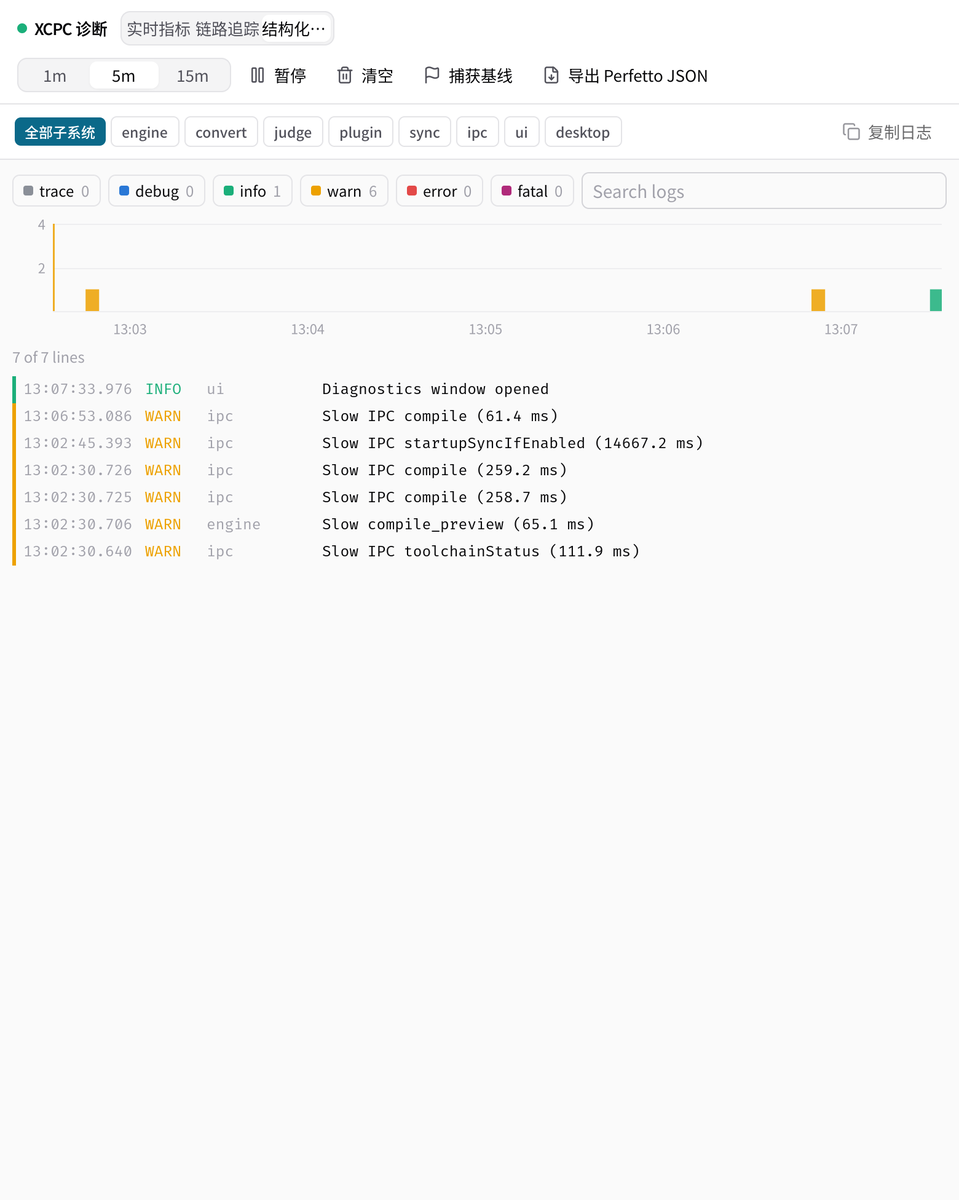 XCPC 诊断 实时指标 链路追踪 结构化…
1m 5m 15m 暂停 清空 捕获基线 导出 Perfetto JSON
全部子系统 engine convert judge plugin sync ipc ui desktop 复制日志
trace 0 debug 0 info 1 warn 6 error 0 fatal 0 Search logs
4
2
13:03 13:04 13:05 13:06 13:07
7 of 7 lines
13:07:33.976 INFO ui Diagnostics window opened
13:06:53.086 WARN ipc Slow IPC compile (61.4 ms)
13:02:45.393 WARN ipc Slow IPC startupSyncIfEnabled (14667.2 ms)
13:02:30.726 WARN ipc Slow IPC compile (259.2 ms)
13:02:30.725 WARN ipc Slow IPC compile (258.7 ms)
13:02:30.706 WARN engine Slow compile_preview (65.1 ms)
13:02:30.640 WARN ipc Slow IPC toolchainStatus (111.9 ms)